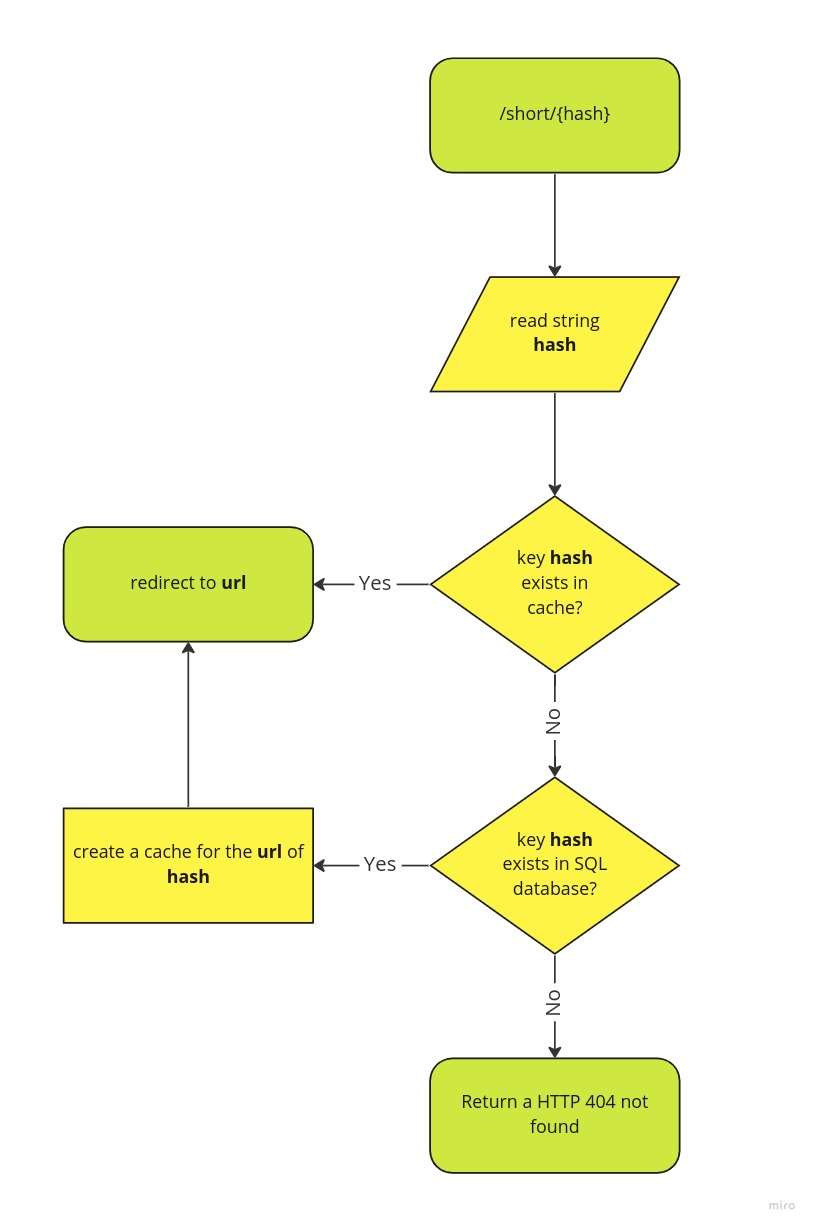 /short/{hash}
read string
hash
key hash
exists in
cache?
Yes
redirect to url
No
key hash
exists in SQL
database?
Yes
create a cache for the url of
hash
No
Return a HTTP 404 not
found
miro